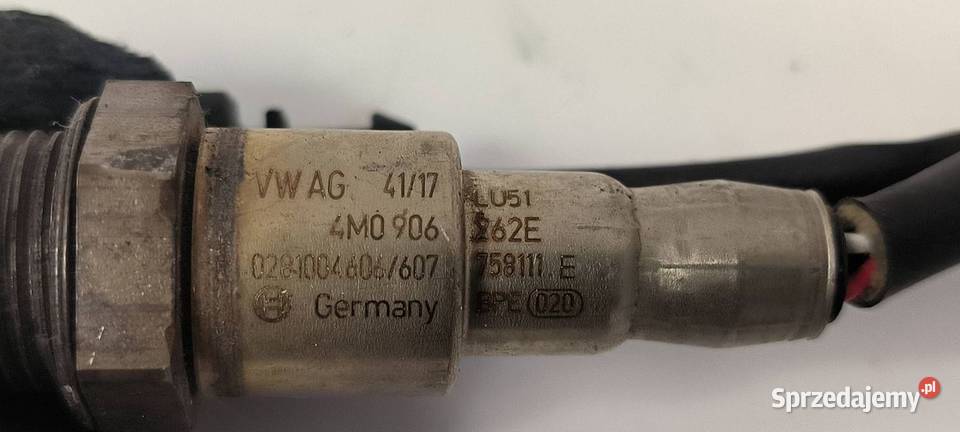 VW AG 41/17 LU51
4M0 906 262E
0281004606/607 758111 E
Germany BPE 020
Sprzedajemy.pl